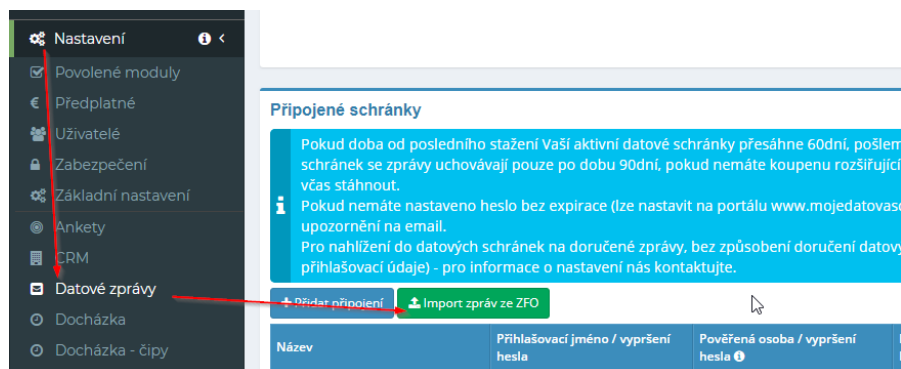 Nastavení
Povolené moduly
Předplatné
Uživatelé
Zabezpečení
Základní nastavení
Ankety
CRM
Datové zprávy
Docházka
Docházka - čipy
Připojené schránky
Pokud doba od posledního stažení Vaší aktivní datové schránky přesáhne 60dní, pošlem
schránek se zprávy uchovávají pouze po dobu 90dní, pokud nemáte koupenu rozšiřující
včas stáhnout.
Pokud nemáte nastaveno heslo bez expirace (lze nastavit na portálu www.mojedatovasc
upozornění na email.
Pro nahlížení do datových schránek na doručené zprávy, bez způsobení doručení datov
přihlašovací údaje) - pro informace o nastavení nás kontaktujte.
+ Přidat připojení
Import zpráv ze ZFO
Název
Přihlašovací jméno / vypršení
hesla
Pověřená osoba / vypršení
hesla